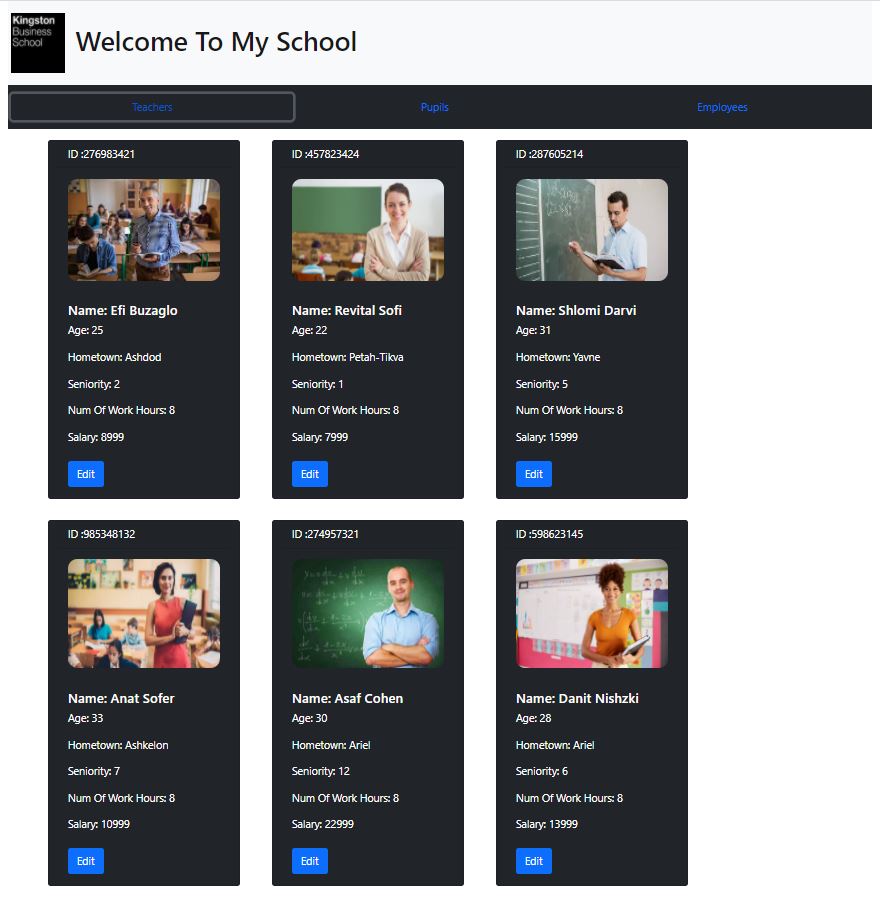 Kingston
Business
School
Welcome To My School
Teachers
Pupils
Employees
ID :276983421
Name: Efi Buzaglo
Age: 25
Hometown: Ashdod
Seniority: 2
Num Of Work Hours: 8
Salary: 8999
Edit
ID :457823424
Name: Revital Sofi
Age: 22
Hometown: Petah-Tikva
Seniority: 1
Num Of Work Hours: 8
Salary: 7999
Edit
ID :287605214
Name: Shlomi Darvi
Age: 31
Hometown: Yavne
Seniority: 5
Num Of Work Hours: 8
Salary: 15999
Edit
ID :985348132
Name: Anat Sofer
Age: 33
Hometown: Ashkelon
Seniority: 7
Num Of Work Hours: 8
Salary: 10999
Edit
ID :274957321
Name: Asaf Cohen
Age: 30
Hometown: Ariel
Seniority: 12
Num Of Work Hours: 8
Salary: 22999
Edit
ID :598623145
Name: Danit Nishzki
Age: 28
Hometown: Ariel
Seniority: 6
Num Of Work Hours: 8
Salary: 13999
Edit